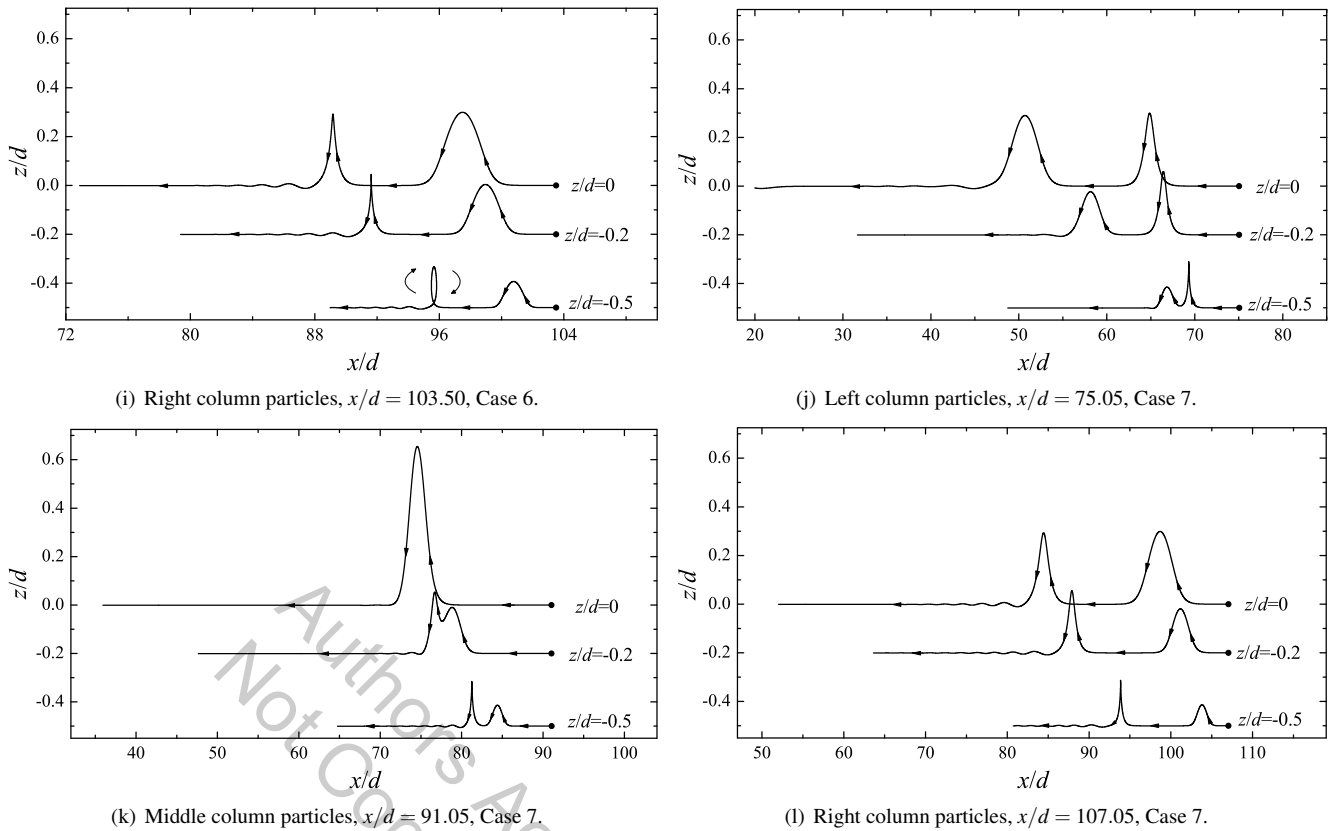 0.6
0.4
0.2
0.0
-0.2
-0.4
z/d
z/d=0
z/d=-0.2
z/d=-0.5
72 80 88 96 104
x/d
(i) Right column particles, x/d = 103.50, Case 6.
0.6
0.4
0.2
0.0
-0.2
-0.4
z/d
z/d=0
z/d=-0.2
z/d=-0.5
20 30 40 50 60 70 80
x/d
(j) Left column particles, x/d = 75.05, Case 7.
0.6
0.4
0.2
0.0
-0.2
-0.4
z/d
z/d=0
z/d=-0.2
z/d=-0.5
40 50 60 70 80 90 100
x/d
(k) Middle column particles, x/d = 91.05, Case 7.
0.6
0.4
0.2
0.0
-0.2
-0.4
z/d
z/d=0
z/d=-0.2
z/d=-0.5
50 60 70 80 90 100 110
x/d
(l) Right column particles, x/d = 107.05, Case 7.
Authors
Not